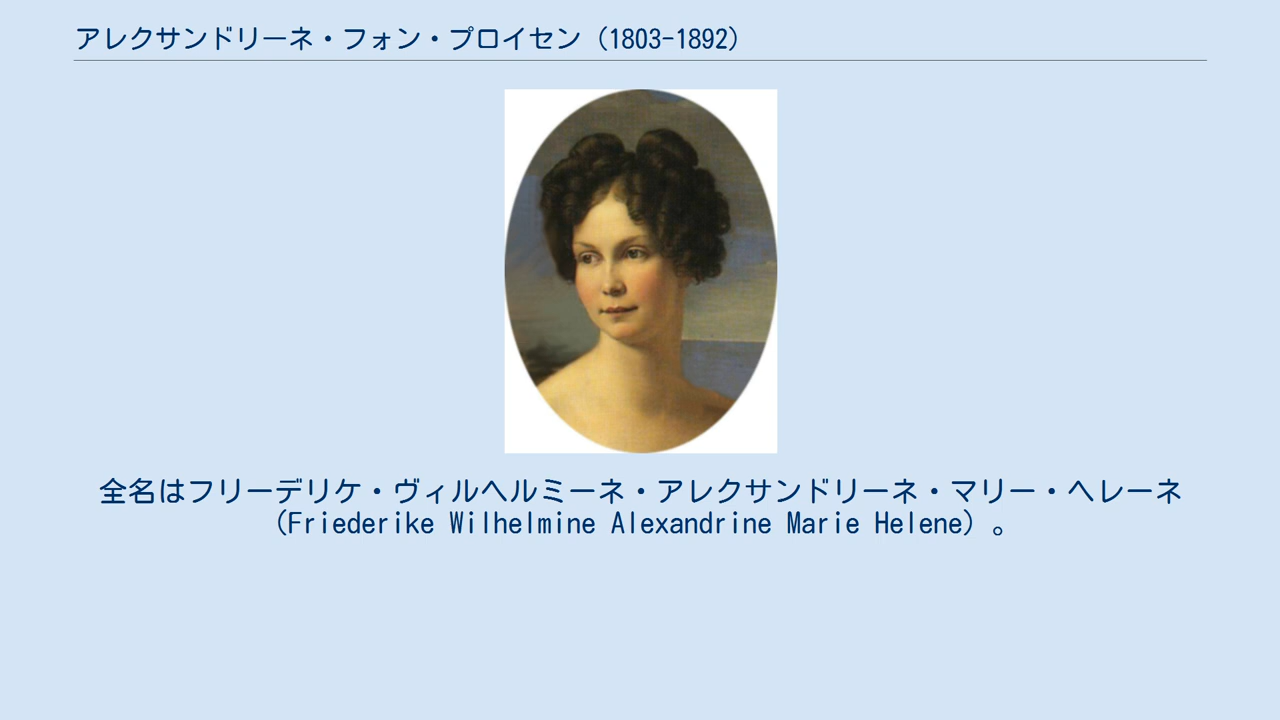 アレクサンドリーネ・フォン・プロイセン（1803-1892）
全名はフリーデリケ・ヴィルヘルミーネ・アレクサンドリーネ・マリー・ヘレーネ
（Friederike Wilhelmine Alexandrine Marie Helene）。